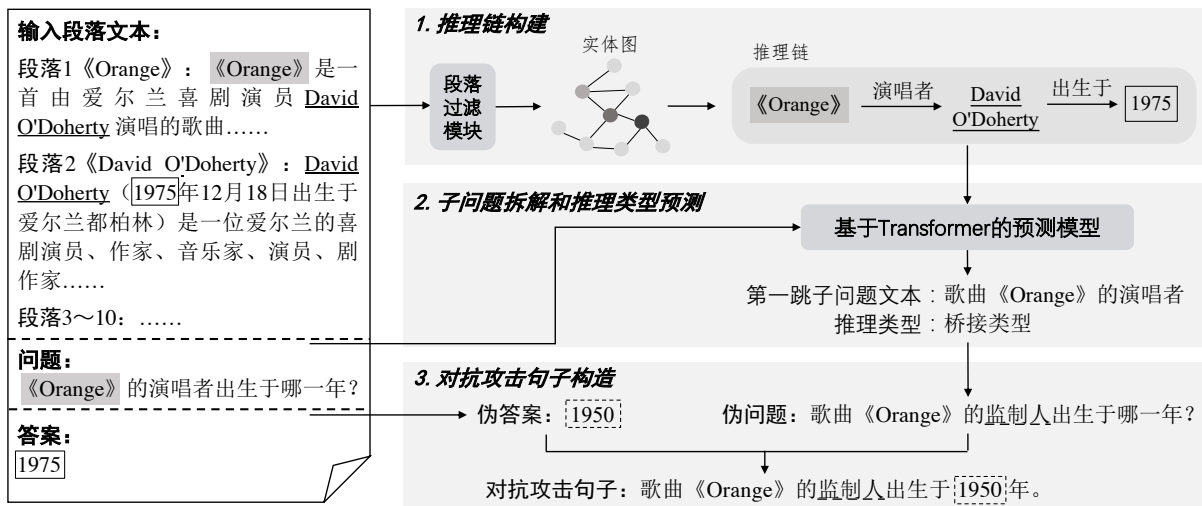 输入段落文本：
段落1《Orange》：《Orange》是一
首由爱尔兰喜剧演员David
O'Doherty 演唱的歌曲……
段落2《David O'Doherty》：David
O'Doherty（1975年12月18日出生于
爱尔兰都柏林）是一位爱尔兰的喜
剧演员、作家、音乐家、演员、剧
作家……
段落3～10：……
问题：
《Orange》的演唱者出生于哪一年？
答案：
1975
1. 推理链构建
段落
过滤
模块
实体图
推理链
《Orange》
演唱者
David
O'Doherty
出生于
1975
2. 子问题拆解和推理类型预测
基于Transformer的预测模型
第一跳子问题文本：歌曲《Orange》的演唱者
推理类型：桥接类型
3. 对抗攻击句子构造
伪答案：1950
伪问题：歌曲《Orange》的监制人出生于哪一年？
对抗攻击句子：歌曲《Orange》的监制人出生于1950年。